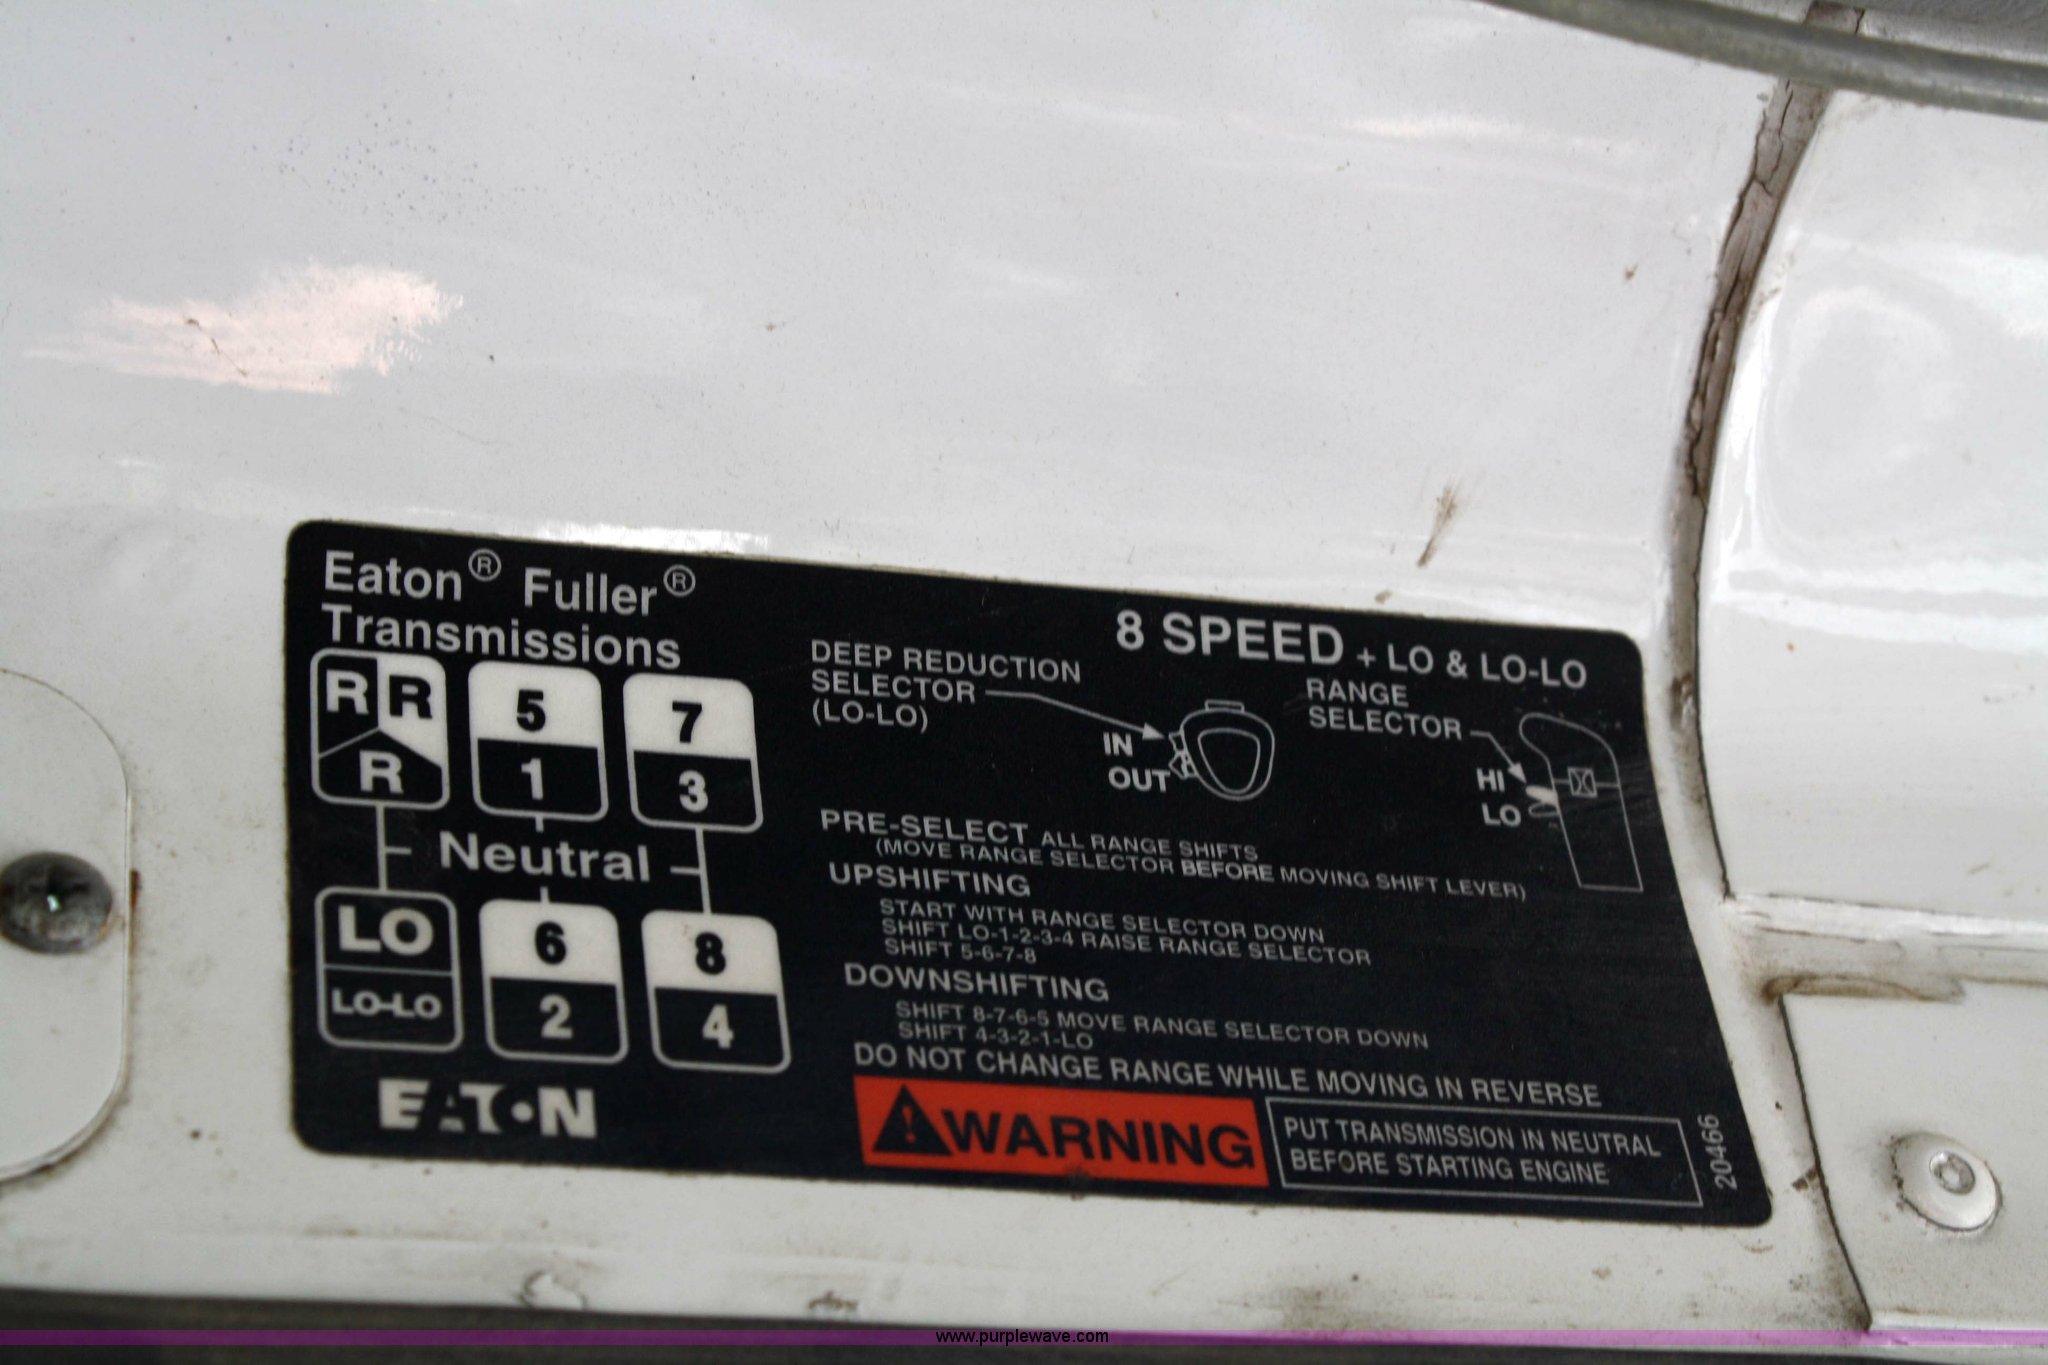 Eaton® Fuller®
Transmissions
R R
R
5
1
7
3
Neutral
LO
LO-LO
6
2
8
4
EATON
8 SPEED + LO & LO-LO
DEEP REDUCTION
SELECTOR
(LO-LO)
IN
OUT
RANGE
SELECTOR
HI
LO
PRE-SELECT ALL RANGE SHIFTS
(MOVE RANGE SELECTOR BEFORE MOVING SHIFT LEVER)
UPSHIFTING
START WITH RANGE SELECTOR DOWN
SHIFT LO-1-2-3-4 RAISE RANGE SELECTOR
SHIFT 5-6-7-8
DOWNSHIFTING
SHIFT 8-7-6-5 MOVE RANGE SELECTOR DOWN
SHIFT 4-3-2-1-LO
DO NOT CHANGE RANGE WHILE MOVING IN REVERSE
! WARNING
PUT TRANSMISSION IN NEUTRAL
BEFORE STARTING ENGINE
20466
www.purplewave.com